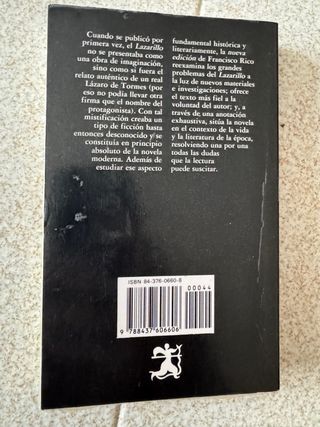 Cuando se publicó por
primera vez, el Lazarillo
no se presentaba como
una obra de imaginación,
sino como si fuera el
relato auténtico de un real
Lázaro de Tormes (por
eso no podía llevar otra
firma que el nombre del
protagonista). Con tal
mistificación creaba un
tipo de ficción hasta
entonces desconocido y se
constituía en principio
absoluto de la novela
moderna. Además de
estudiar ese aspecto
fundamental histórica y
literariamente, la nueva
edición de Francisco Rico
reexamina los grandes
problemas del Lazarillo a
la luz de nuevos materiales
e investigaciones; ofrece
el texto más fiel a la
voluntad del autor; y, a
través de una anotación
exhaustiva, sitúa la novela
en el contexto de la vida
y la literatura de la época,
resolviendo una por una
todas las dudas
que la lectura
puede suscitar.
ISBN 84-376-0660-8
00044
9 788437 606606